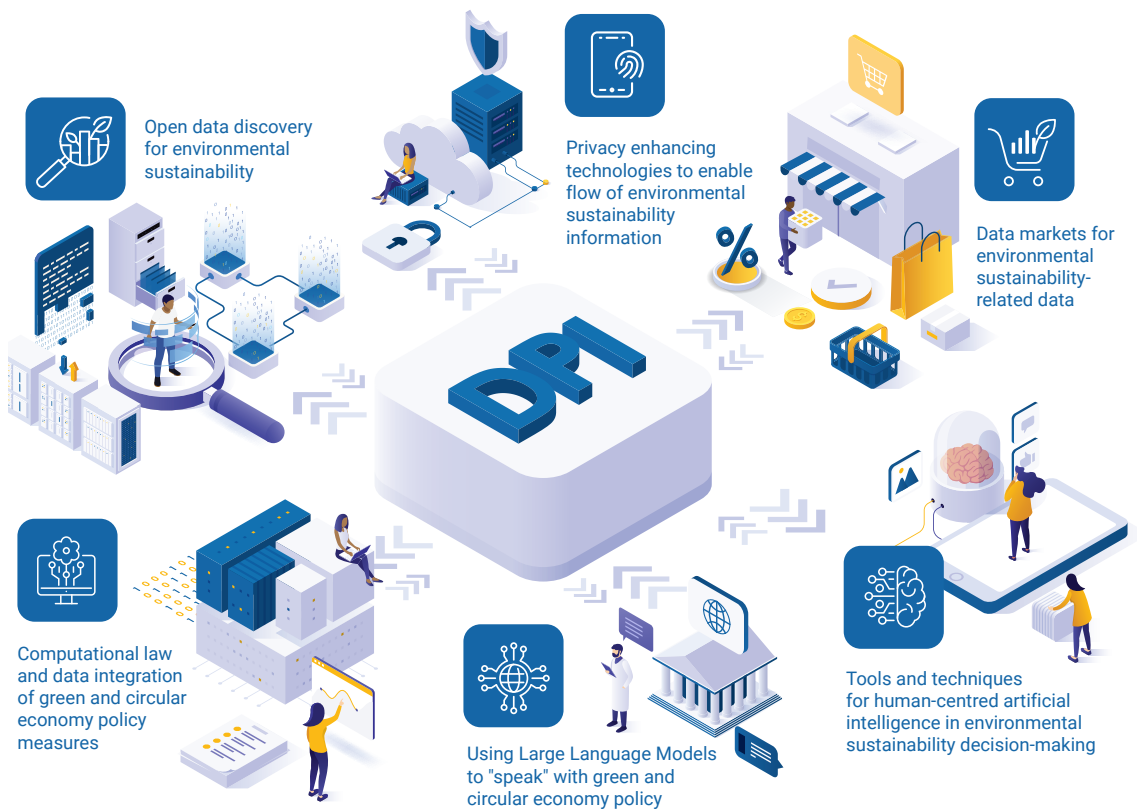 Open data discovery
for environmental
sustainability
Privacy enhancing
technologies to enable
flow of environmental
sustainability
information
Data markets for
environmental
sustainability-
related data
%
DPI
Computational law
and data integration
of green and circular
economy policy
measures
Using Large Language Models
to "speak" with green and
circular economy policy
Tools and techniques
for human-centred artificial
intelligence in environmental
sustainability decision-making